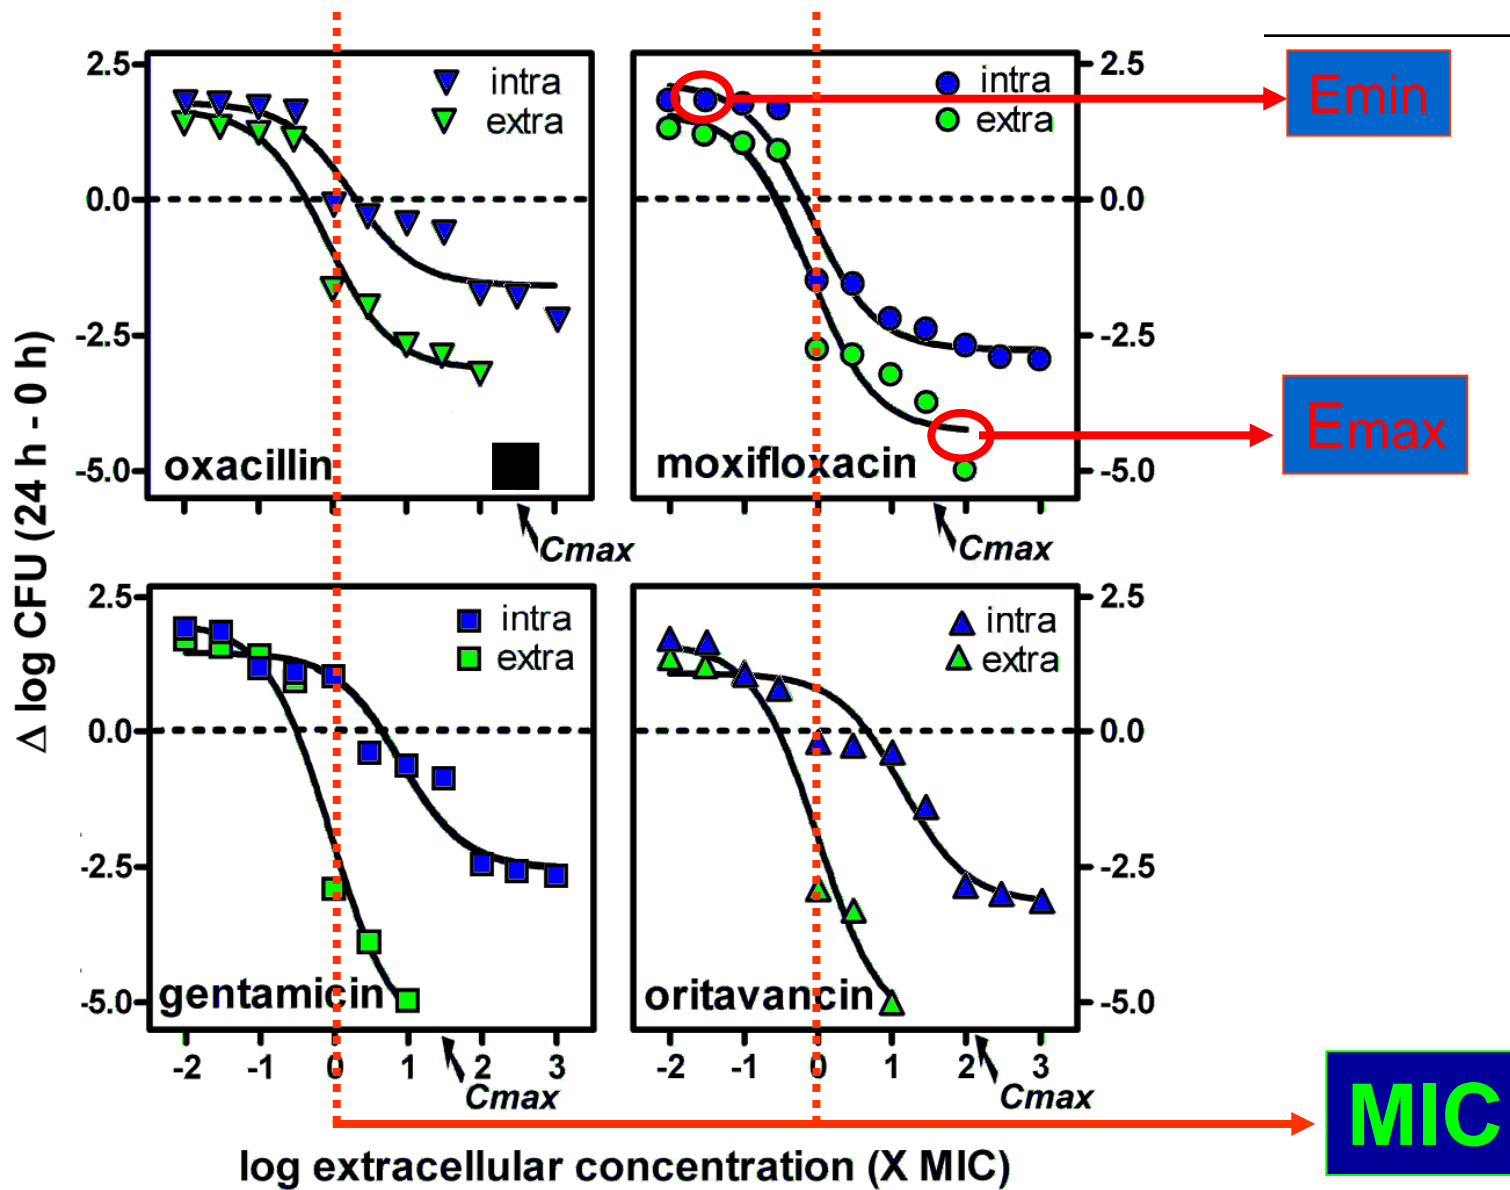 2.5
intra
extra
0.0
-2.5
-5.0
oxacillin
Cmax
intra
extra
2.5
0.0
-2.5
-5.0
moxifloxacin
Cmax
Emin
Emax
Δ log CFU (24 h - 0 h)
2.5
intra
extra
0.0
-2.5
-5.0
gentamicin
-2 -1 0 1 2 3
Cmax
intra
extra
2.5
0.0
-2.5
-5.0
oritavancin
-2 -1 0 1 2 3
Cmax
MIC
log extracellular concentration (X MIC)